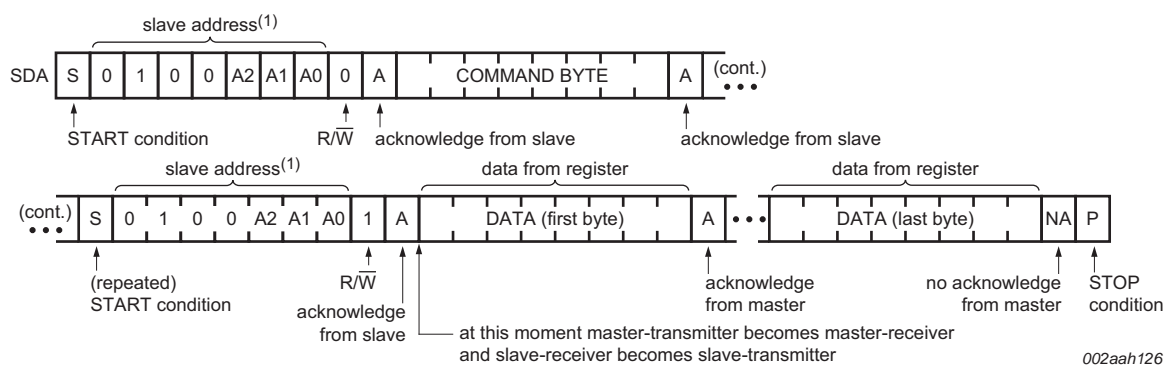 slave address(1)
SDA S 0 1 0 0 A2 A1 A0 0 A COMMAND BYTE A (cont.)
START condition R/W̅ acknowledge from slave acknowledge from slave
slave address(1) data from register data from register
(cont.) S 0 1 0 0 A2 A1 A0 1 A DATA (first byte) A DATA (last byte) NA P
(repeated)
START condition
R/W̅
acknowledge
from slave
acknowledge
from master
no acknowledge
from master
STOP
condition
at this moment master-transmitter becomes master-receiver
and slave-receiver becomes slave-transmitter
002aah126